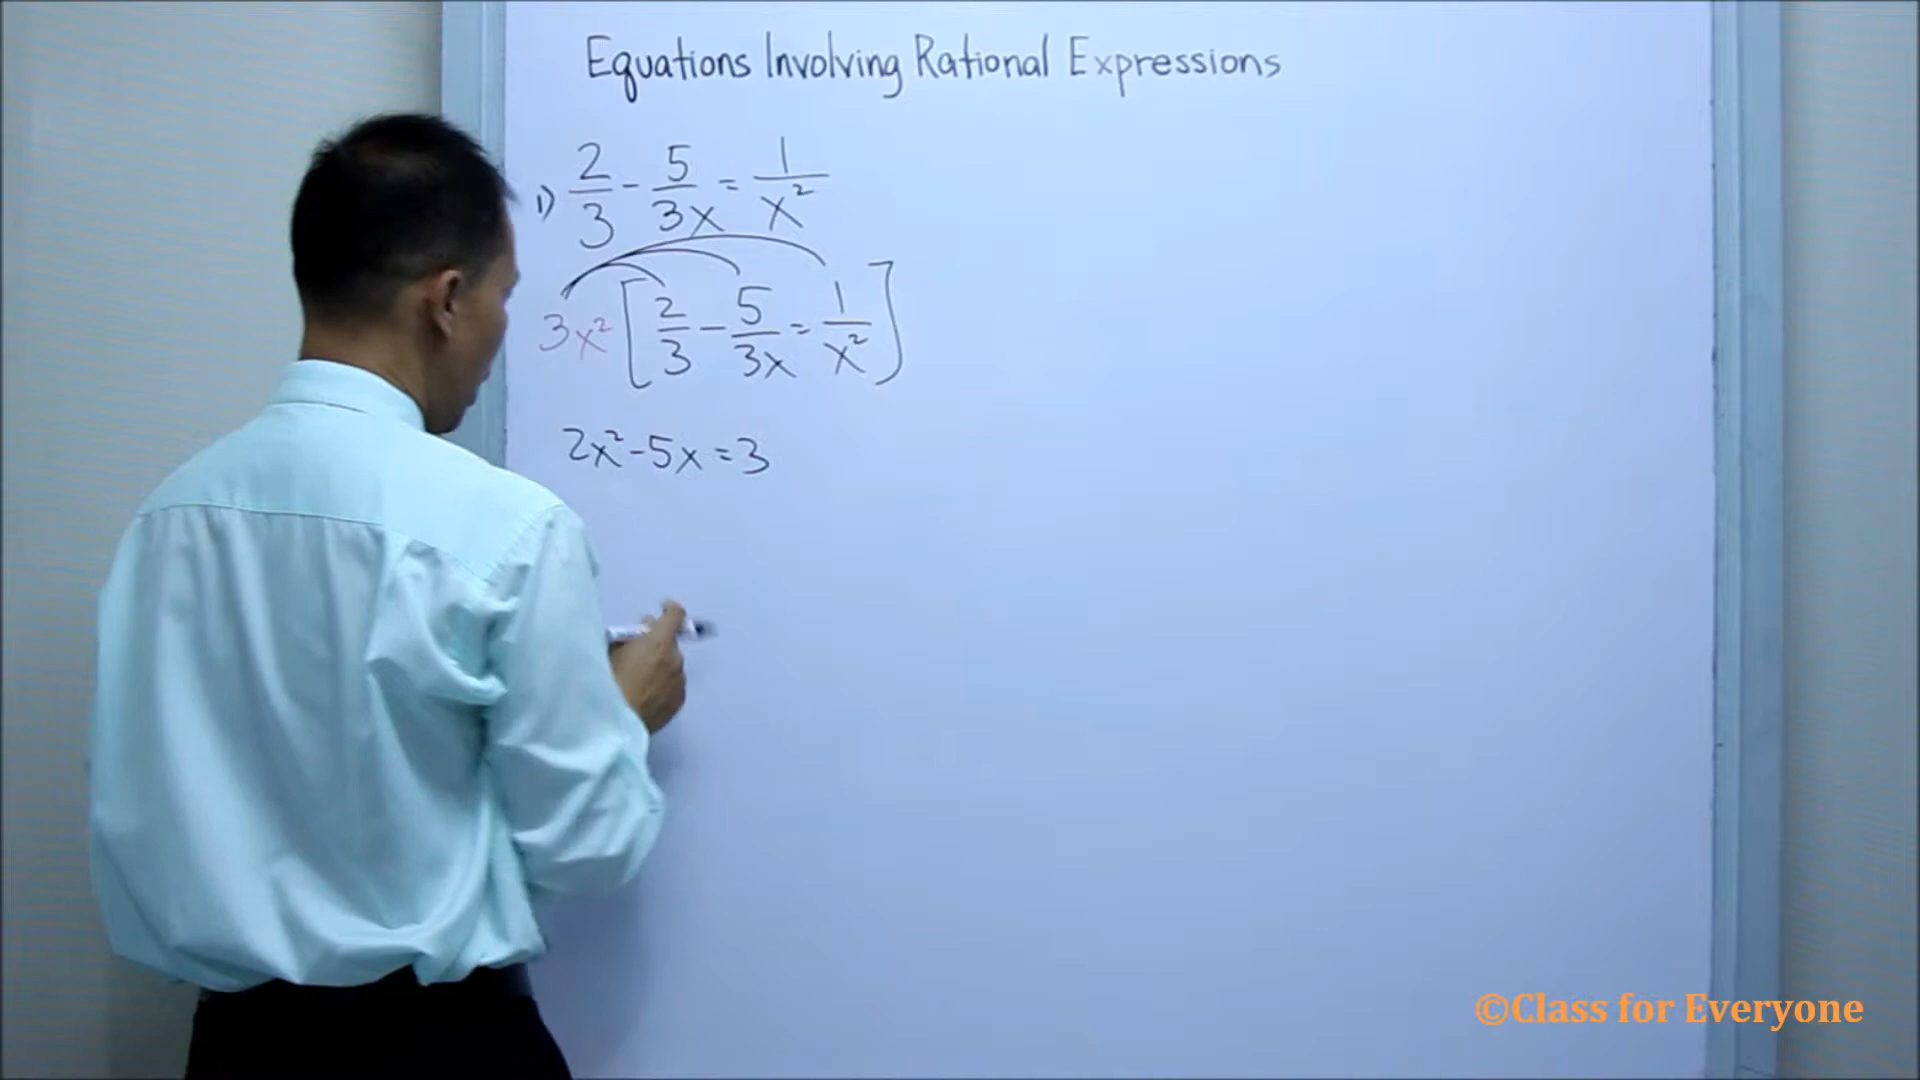 Equations Involving Rational Expressions
1) 2/3 - 5/3x = 1/x²
3x² [2/3 - 5/3x = 1/x²]
2x² - 5x = 3
©Class for Everyone